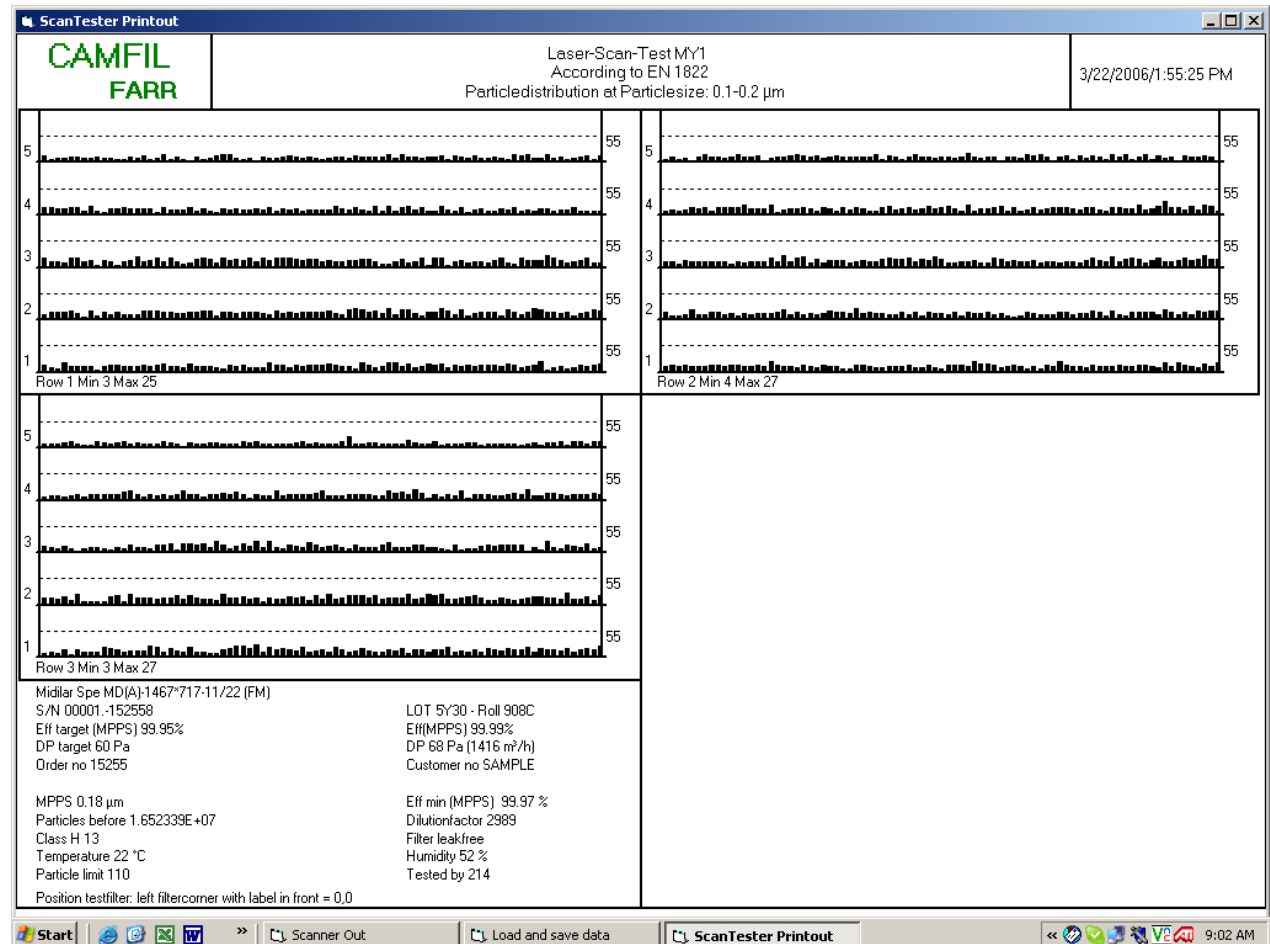 ScanTester Printout
CAMFIL
FARR
Laser-Scan-Test MY1
According to EN 1822
Particledistribution at Particlesize: 0.1-0.2 µm
3/22/2006/1:55:25 PM
5 55
4 55
3 55
2 55
1 55
Row 1 Min 3 Max 25
5 55
4 55
3 55
2 55
1 55
Row 2 Min 4 Max 27
5 55
4 55
3 55
2 55
1 55
Row 3 Min 3 Max 27
Midilar Spe MD(A)-1467*717-11/22 (FM)
S/N 00001.-152558 LOT 5Y30 - Roll 908C
Eff target (MPPS) 99.95% Eff(MPPS) 99.99%
DP target 60 Pa DP 68 Pa (1416 m³/h)
Order no 15255 Customer no SAMPLE
MPPS 0.18 µm Eff min (MPPS) 99.97 %
Particles before 1.652339E+07 Dilutionfactor 2989
Class H 13 Filter leakfree
Temperature 22 °C Humidity 52 %
Particle limit 110 Tested by 214
Position testfilter: left filtercorner with label in front = 0,0
Start » Scanner Out Load and save data ScanTester Printout « 9:02 AM